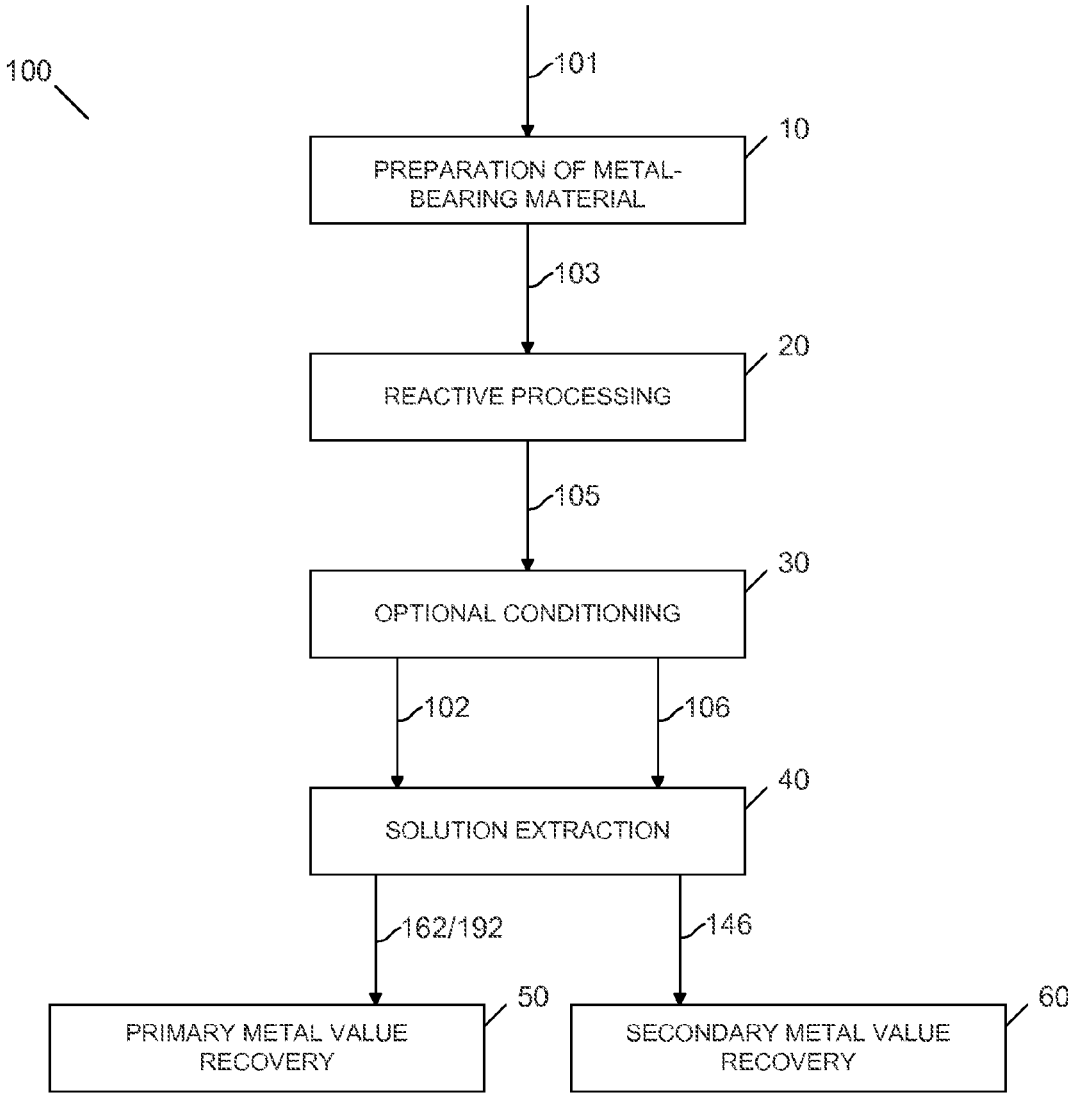 100
101
10
PREPARATION OF METAL-
BEARING MATERIAL
103
20
REACTIVE PROCESSING
105
30
OPTIONAL CONDITIONING
102
106
40
SOLUTION EXTRACTION
162/192
146
50
PRIMARY METAL VALUE
RECOVERY
60
SECONDARY METAL VALUE
RECOVERY